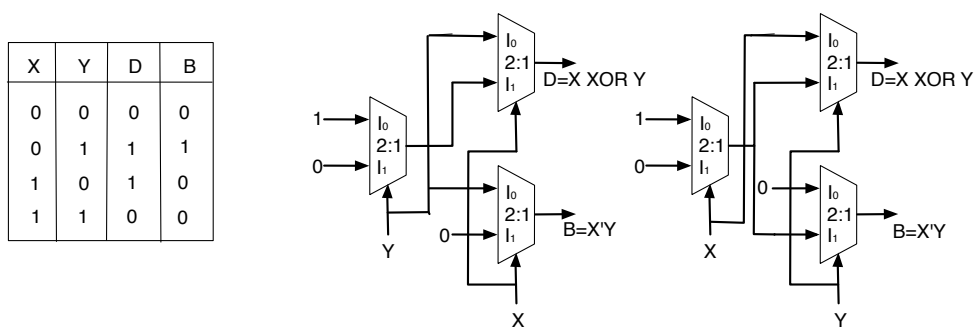 X Y D B
0 0 0 0
0 1 1 1
1 0 1 0
1 1 0 0
I₀
2:1
I₁
D=X XOR Y
1
0
I₀
2:1
I₁
Y
I₀
2:1
I₁
0
B=X'Y
X
I₀
2:1
I₁
D=X XOR Y
1
0
I₀
2:1
I₁
X
0
I₀
2:1
I₁
B=X'Y
Y